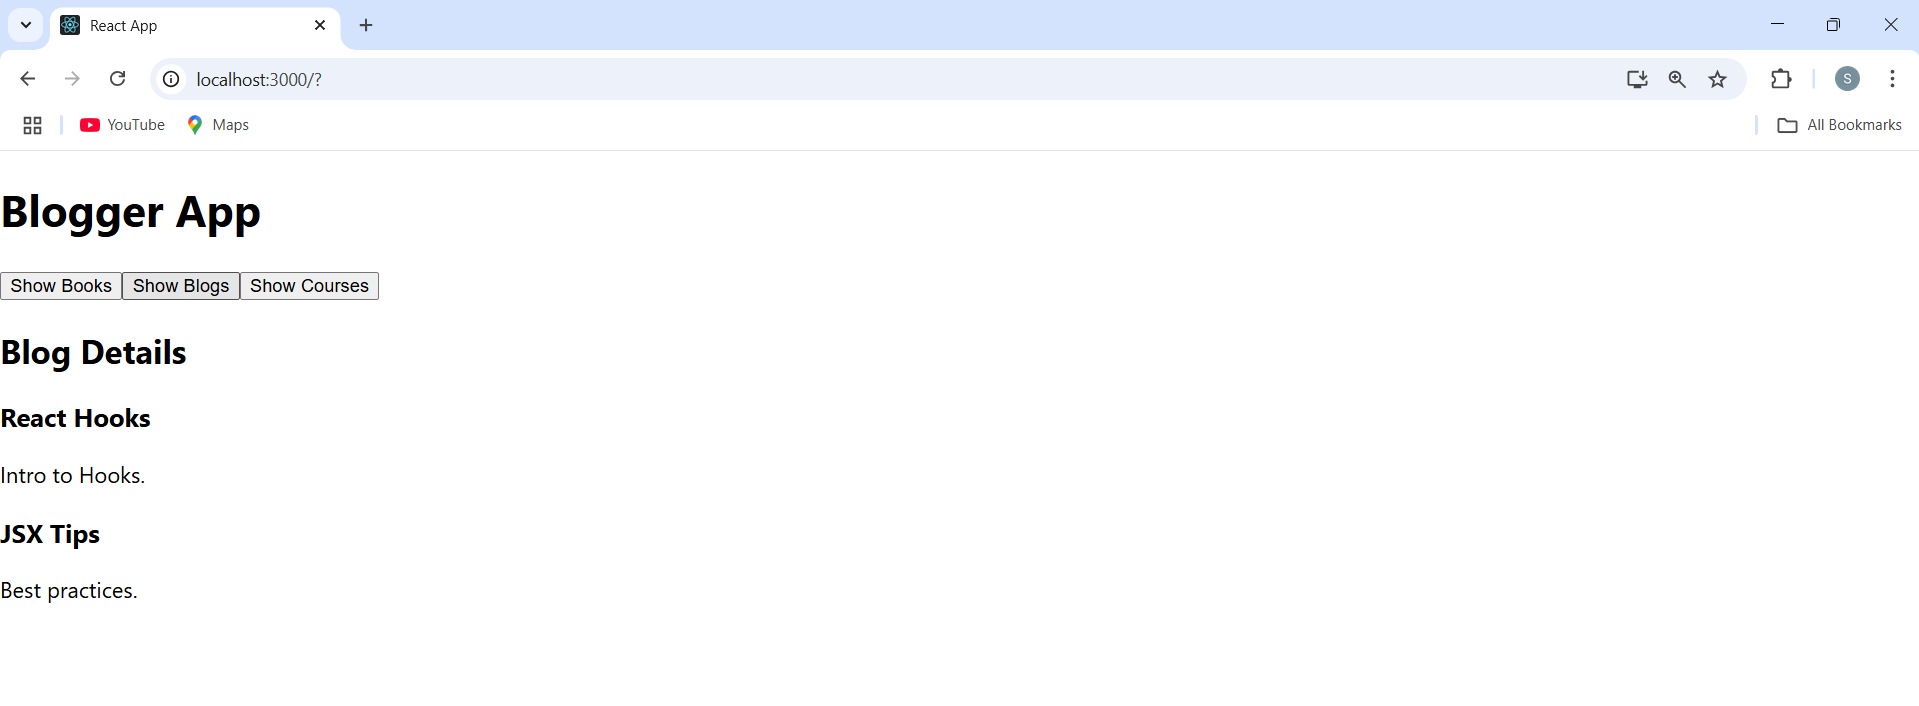 React App
localhost:3000/?
S
YouTube Maps All Bookmarks
Blogger App
Show Books Show Blogs Show Courses
Blog Details
React Hooks
Intro to Hooks.
JSX Tips
Best practices.